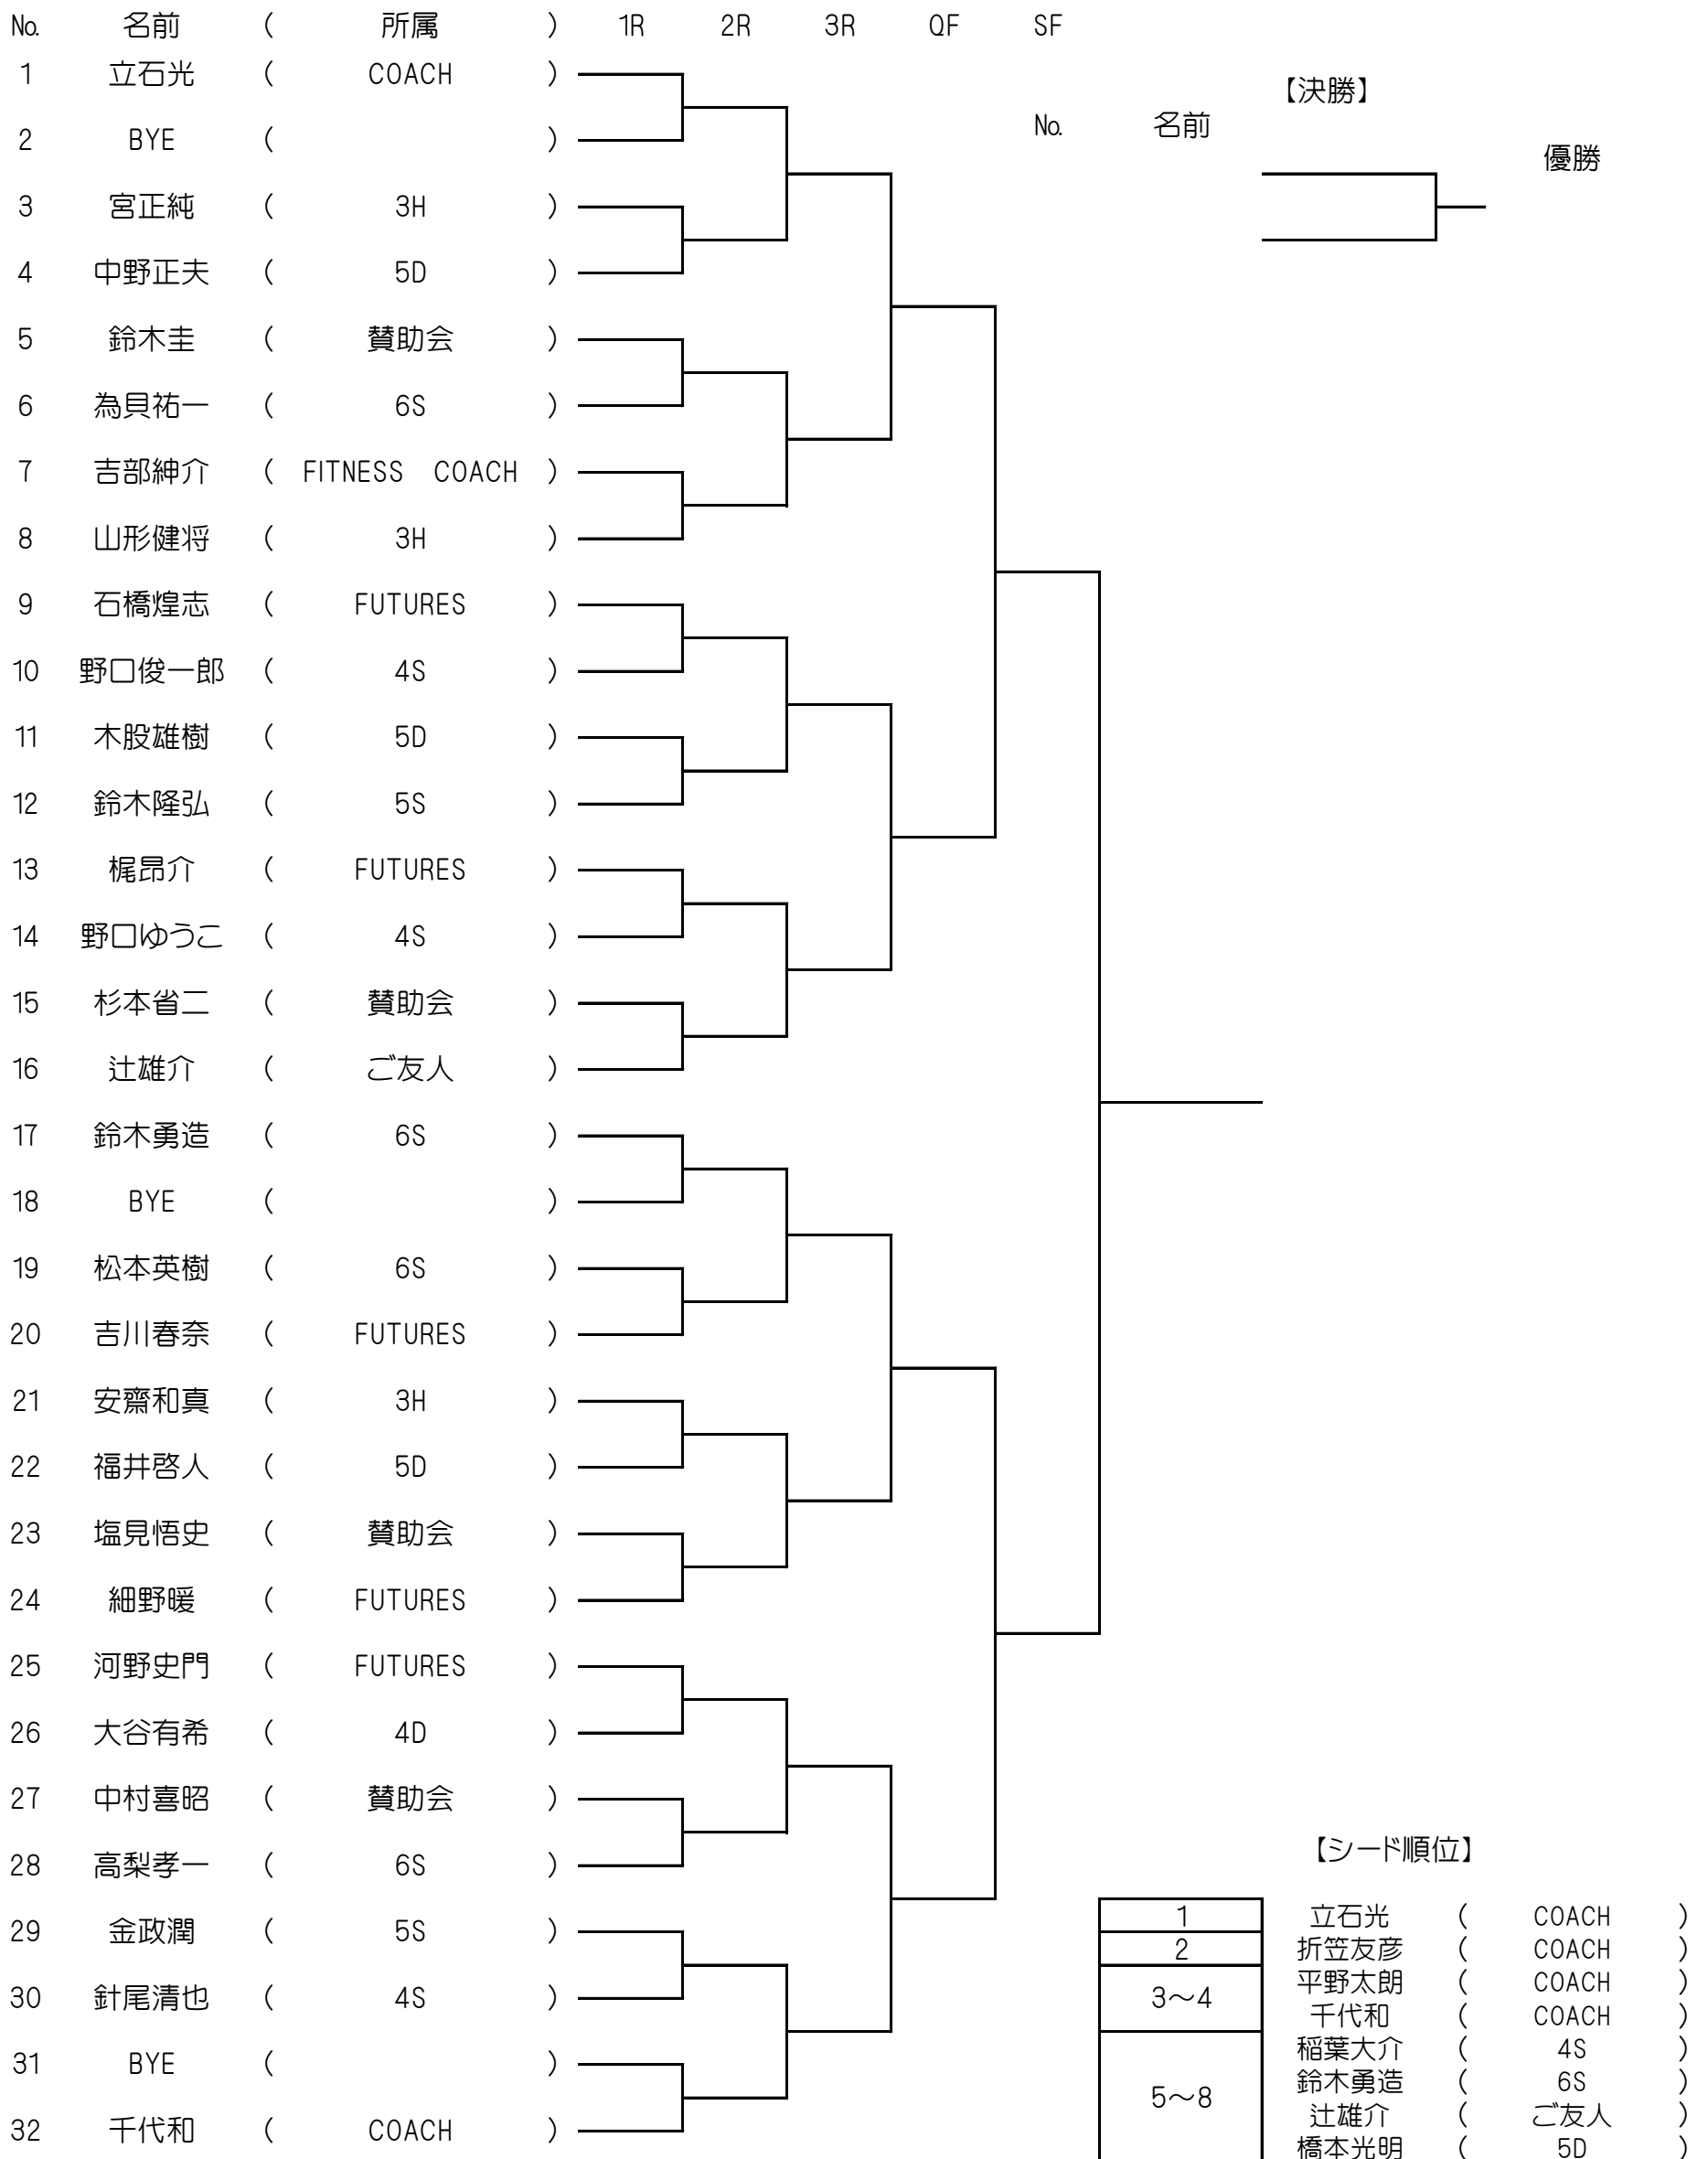 No. 名前 ( 所属 ) 1R 2R 3R QF SF
1 立石光 ( COACH )
【決勝】
No. 名前
2 BYE ( )
優勝
3 宮正純 ( 3H )
4 中野正夫 ( 5D )
5 鈴木圭 ( 賛助会 )
6 為貝祐一 ( 6S )
7 吉部紳介 ( FITNESS COACH )
8 山形健将 ( 3H )
9 石橋煌志 ( FUTURES )
10 野口俊一郎 ( 4S )
11 木股雄樹 ( 5D )
12 鈴木隆弘 ( 5S )
13 梶昂介 ( FUTURES )
14 野口ゆうこ ( 4S )
15 杉本省二 ( 賛助会 )
16 辻雄介 ( ご友人 )
17 鈴木勇造 ( 6S )
18 BYE ( )
19 松本英樹 ( 6S )
20 吉川春奈 ( FUTURES )
21 安齋和真 ( 3H )
22 福井啓人 ( 5D )
23 塩見悟史 ( 賛助会 )
24 細野暖 ( FUTURES )
25 河野史門 ( FUTURES )
26 大谷有希 ( 4D )
27 中村喜昭 ( 賛助会 )
28 高梨孝一 ( 6S )
29 金政潤 ( 5S )
30 針尾清也 ( 4S )
31 BYE ( )
32 千代和 ( COACH )
【シード順位】
1 立石光 ( COACH )
2 折笠友彦 ( COACH )
3～4 平野太朗 ( COACH )
千代和 ( COACH )
5～8 稲葉大介 ( 4S )
鈴木勇造 ( 6S )
辻雄介 ( ご友人 )
橋本光明 ( 5D )